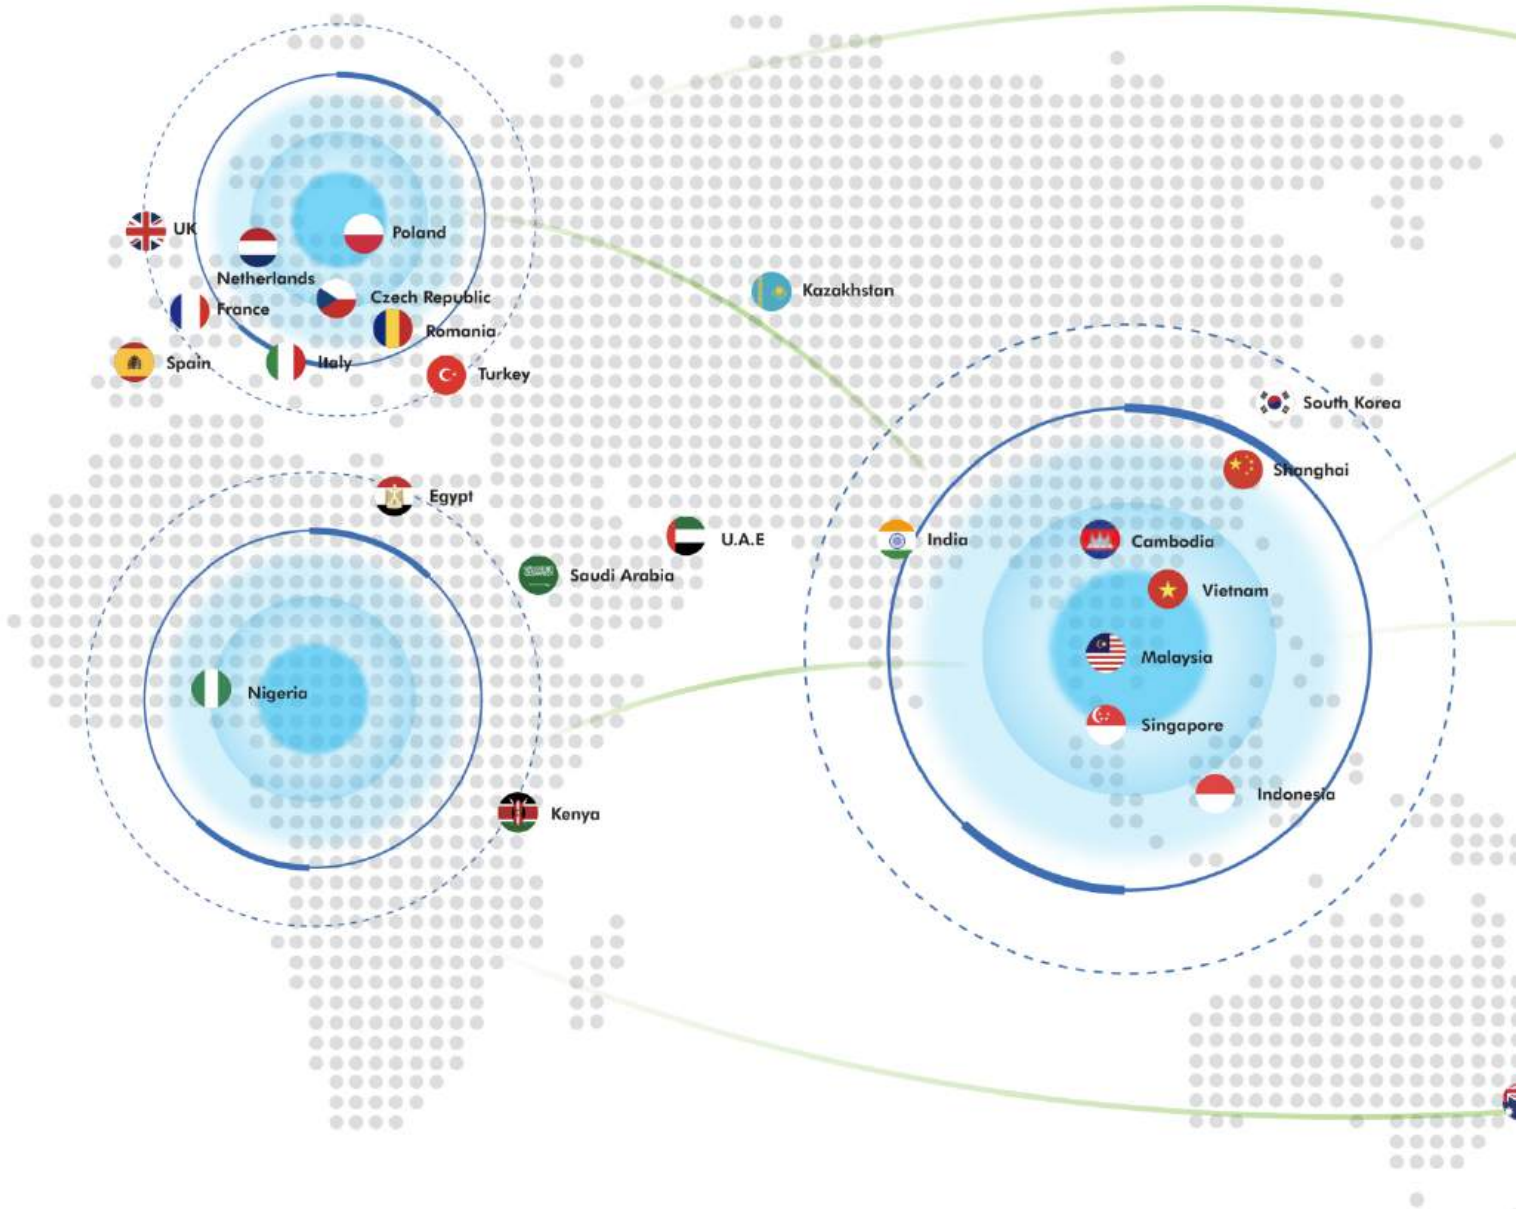 UK
Poland
Netherlands
Kazakhstan
Czech Republic
France
Romania
Spain
Italy
Turkey
South Korea
Shanghai
Egypt
U.A.E
India
Cambodia
Saudi Arabia
Vietnam
Malaysia
Nigeria
Singapore
Indonesia
Kenya